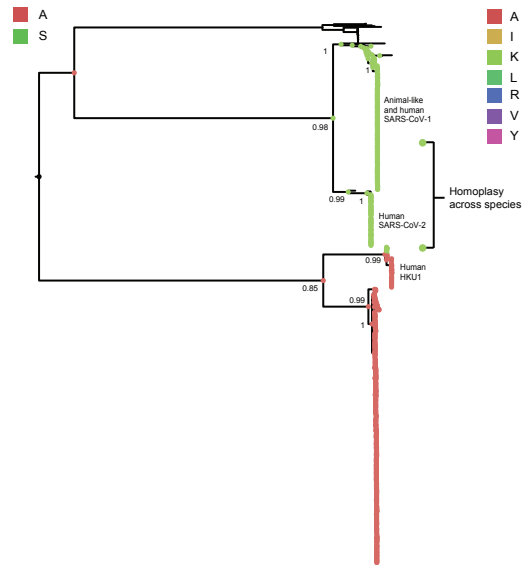 A
S
A
I
K
L
R
V
Y
1
1
Animal-like
and human
SARS-CoV-1
0.98
0.99
1
Human
SARS-CoV-2
Homoplasy
across species
0.99
Human
HKU1
0.85
0.99
1